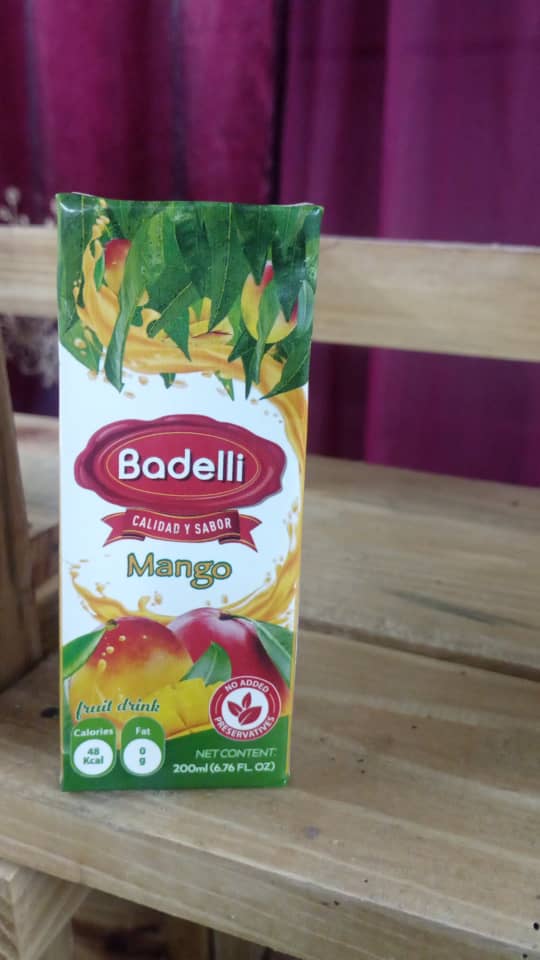 Badelli
CALIDAD Y SABOR
Mango
fruit drink
NO ADDED
PRESERVATIVES
Calories
48
Kcal
Fat
0
g
NET CONTENT:
200ml (6.76 FL. OZ)